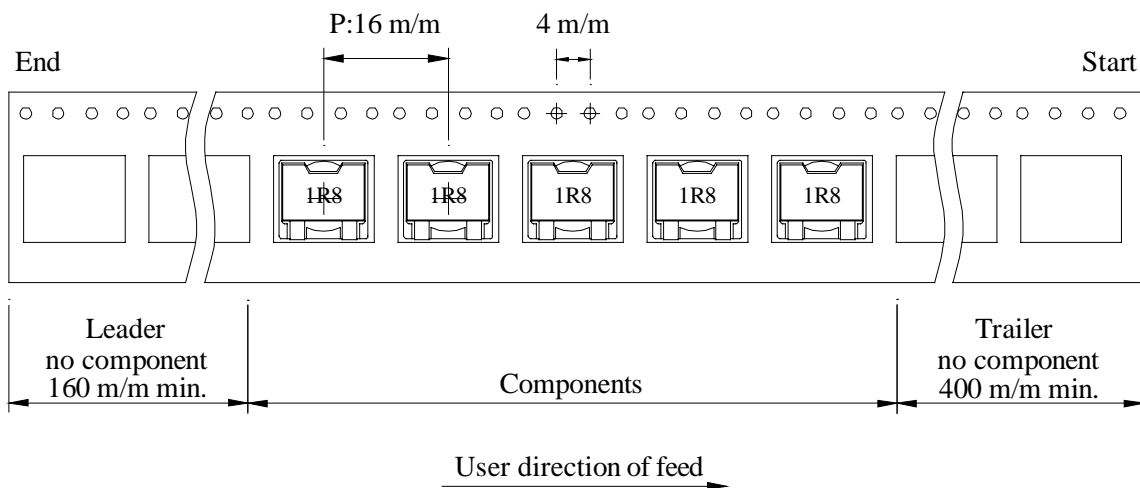 P:16 m/m
4 m/m
End
Start
1R8
1R8
1R8
1R8
1R8
Leader
no component
160 m/m min.
Components
Trailer
no component
400 m/m min.
User direction of feed